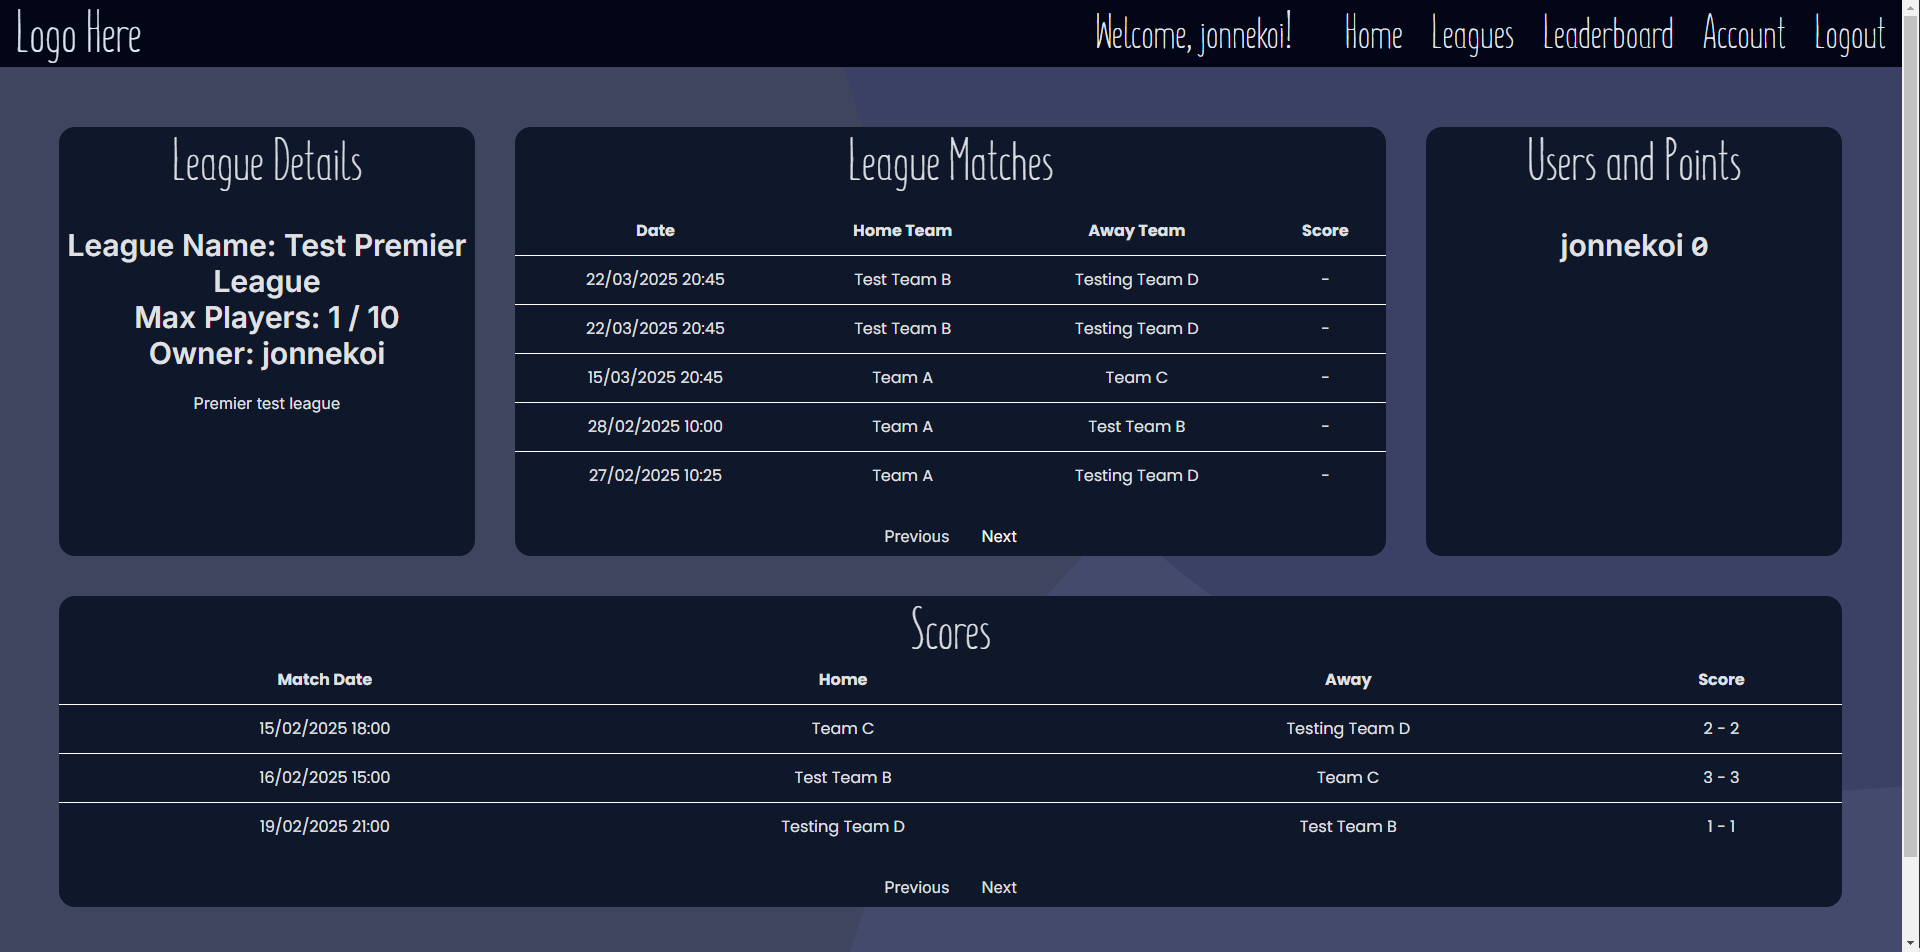 Logo Here
Welcome, jonnekoi! Home Leagues Leaderboard Account Logout
League Details
League Name: Test Premier
League
Max Players: 1 / 10
Owner: jonnekoi
Premier test league
League Matches
Date Home Team Away Team Score
22/03/2025 20:45 Test Team B Testing Team D -
22/03/2025 20:45 Test Team B Testing Team D -
15/03/2025 20:45 Team A Team C -
28/02/2025 10:00 Team A Test Team B -
27/02/2025 10:25 Team A Testing Team D -
Previous Next
Users and Points
jonnekoi 0
Scores
Match Date Home Away Score
15/02/2025 18:00 Team C Testing Team D 2 - 2
16/02/2025 15:00 Test Team B Team C 3 - 3
19/02/2025 21:00 Testing Team D Test Team B 1 - 1
Previous Next